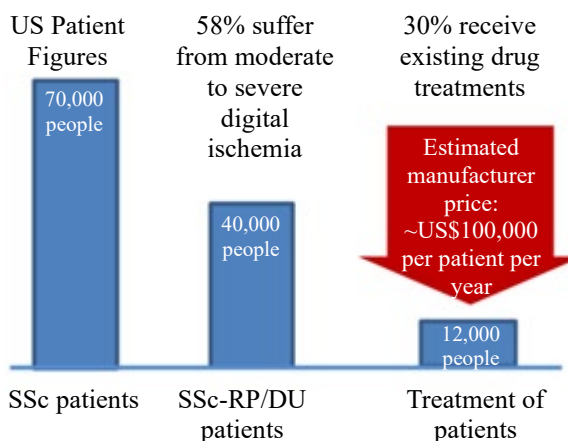 US Patient
Figures
58% suffer
from moderate
to severe
digital
ischemia
30% receive
existing drug
treatments
70,000
people
40,000
people
Estimated
manufacturer
price:
~US$100,000
per patient per
year
12,000
people
SSc patients
SSc-RP/DU
patients
Treatment of
patients